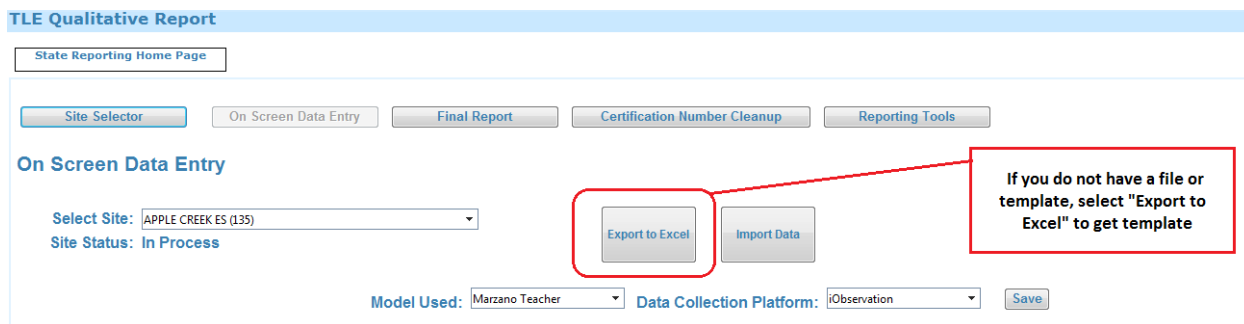 TLE Qualitative Report
State Reporting Home Page
Site Selector
On Screen Data Entry
Final Report
Certification Number Cleanup
Reporting Tools
On Screen Data Entry
If you do not have a file or
template, select "Export to
Excel" to get template
Select Site: APPLE CREEK ES (135)
Site Status: In Process
Export to Excel
Import Data
Model Used: Marzano Teacher
Data Collection Platform: iObservation
Save